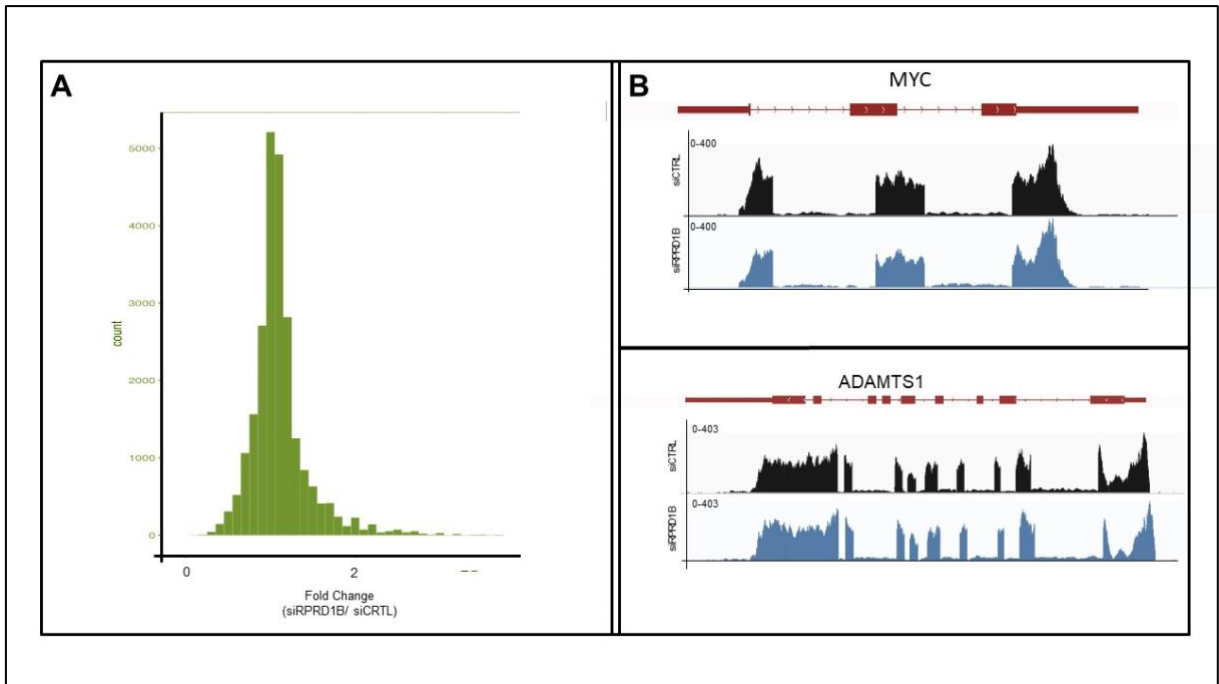 A
5000
4000
3000
2000
1000
0
count
0
2
Fold Change
(siRPRD1B/ siCRTL)
B
MYC
0-400
siCTRL
0-400
siRPRD1B
ADAMTS1
0-403
siCTRL
0-403
siRPRD1B